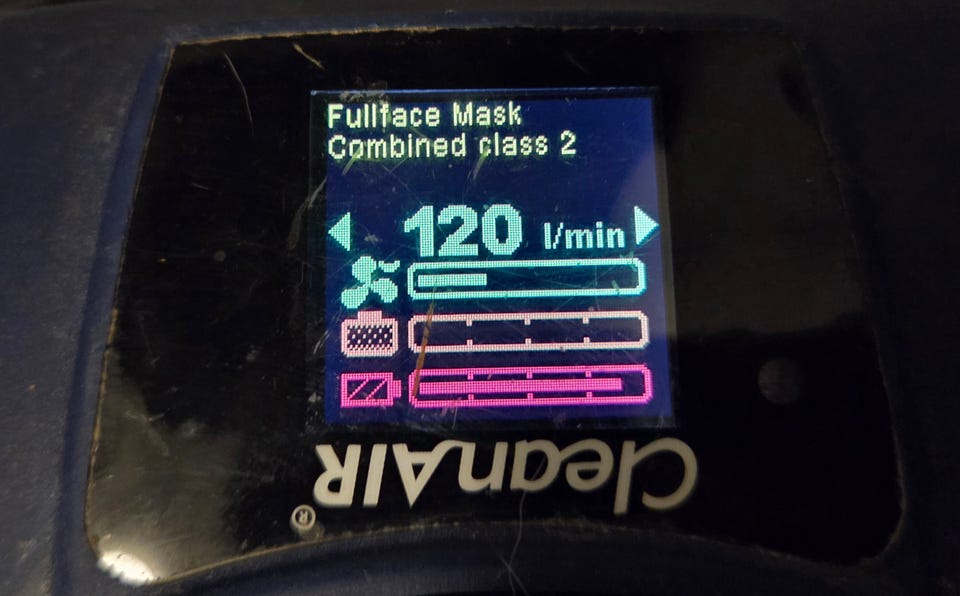 Fullface Mask
Combined class 2
120 l/min
CleanAIR®